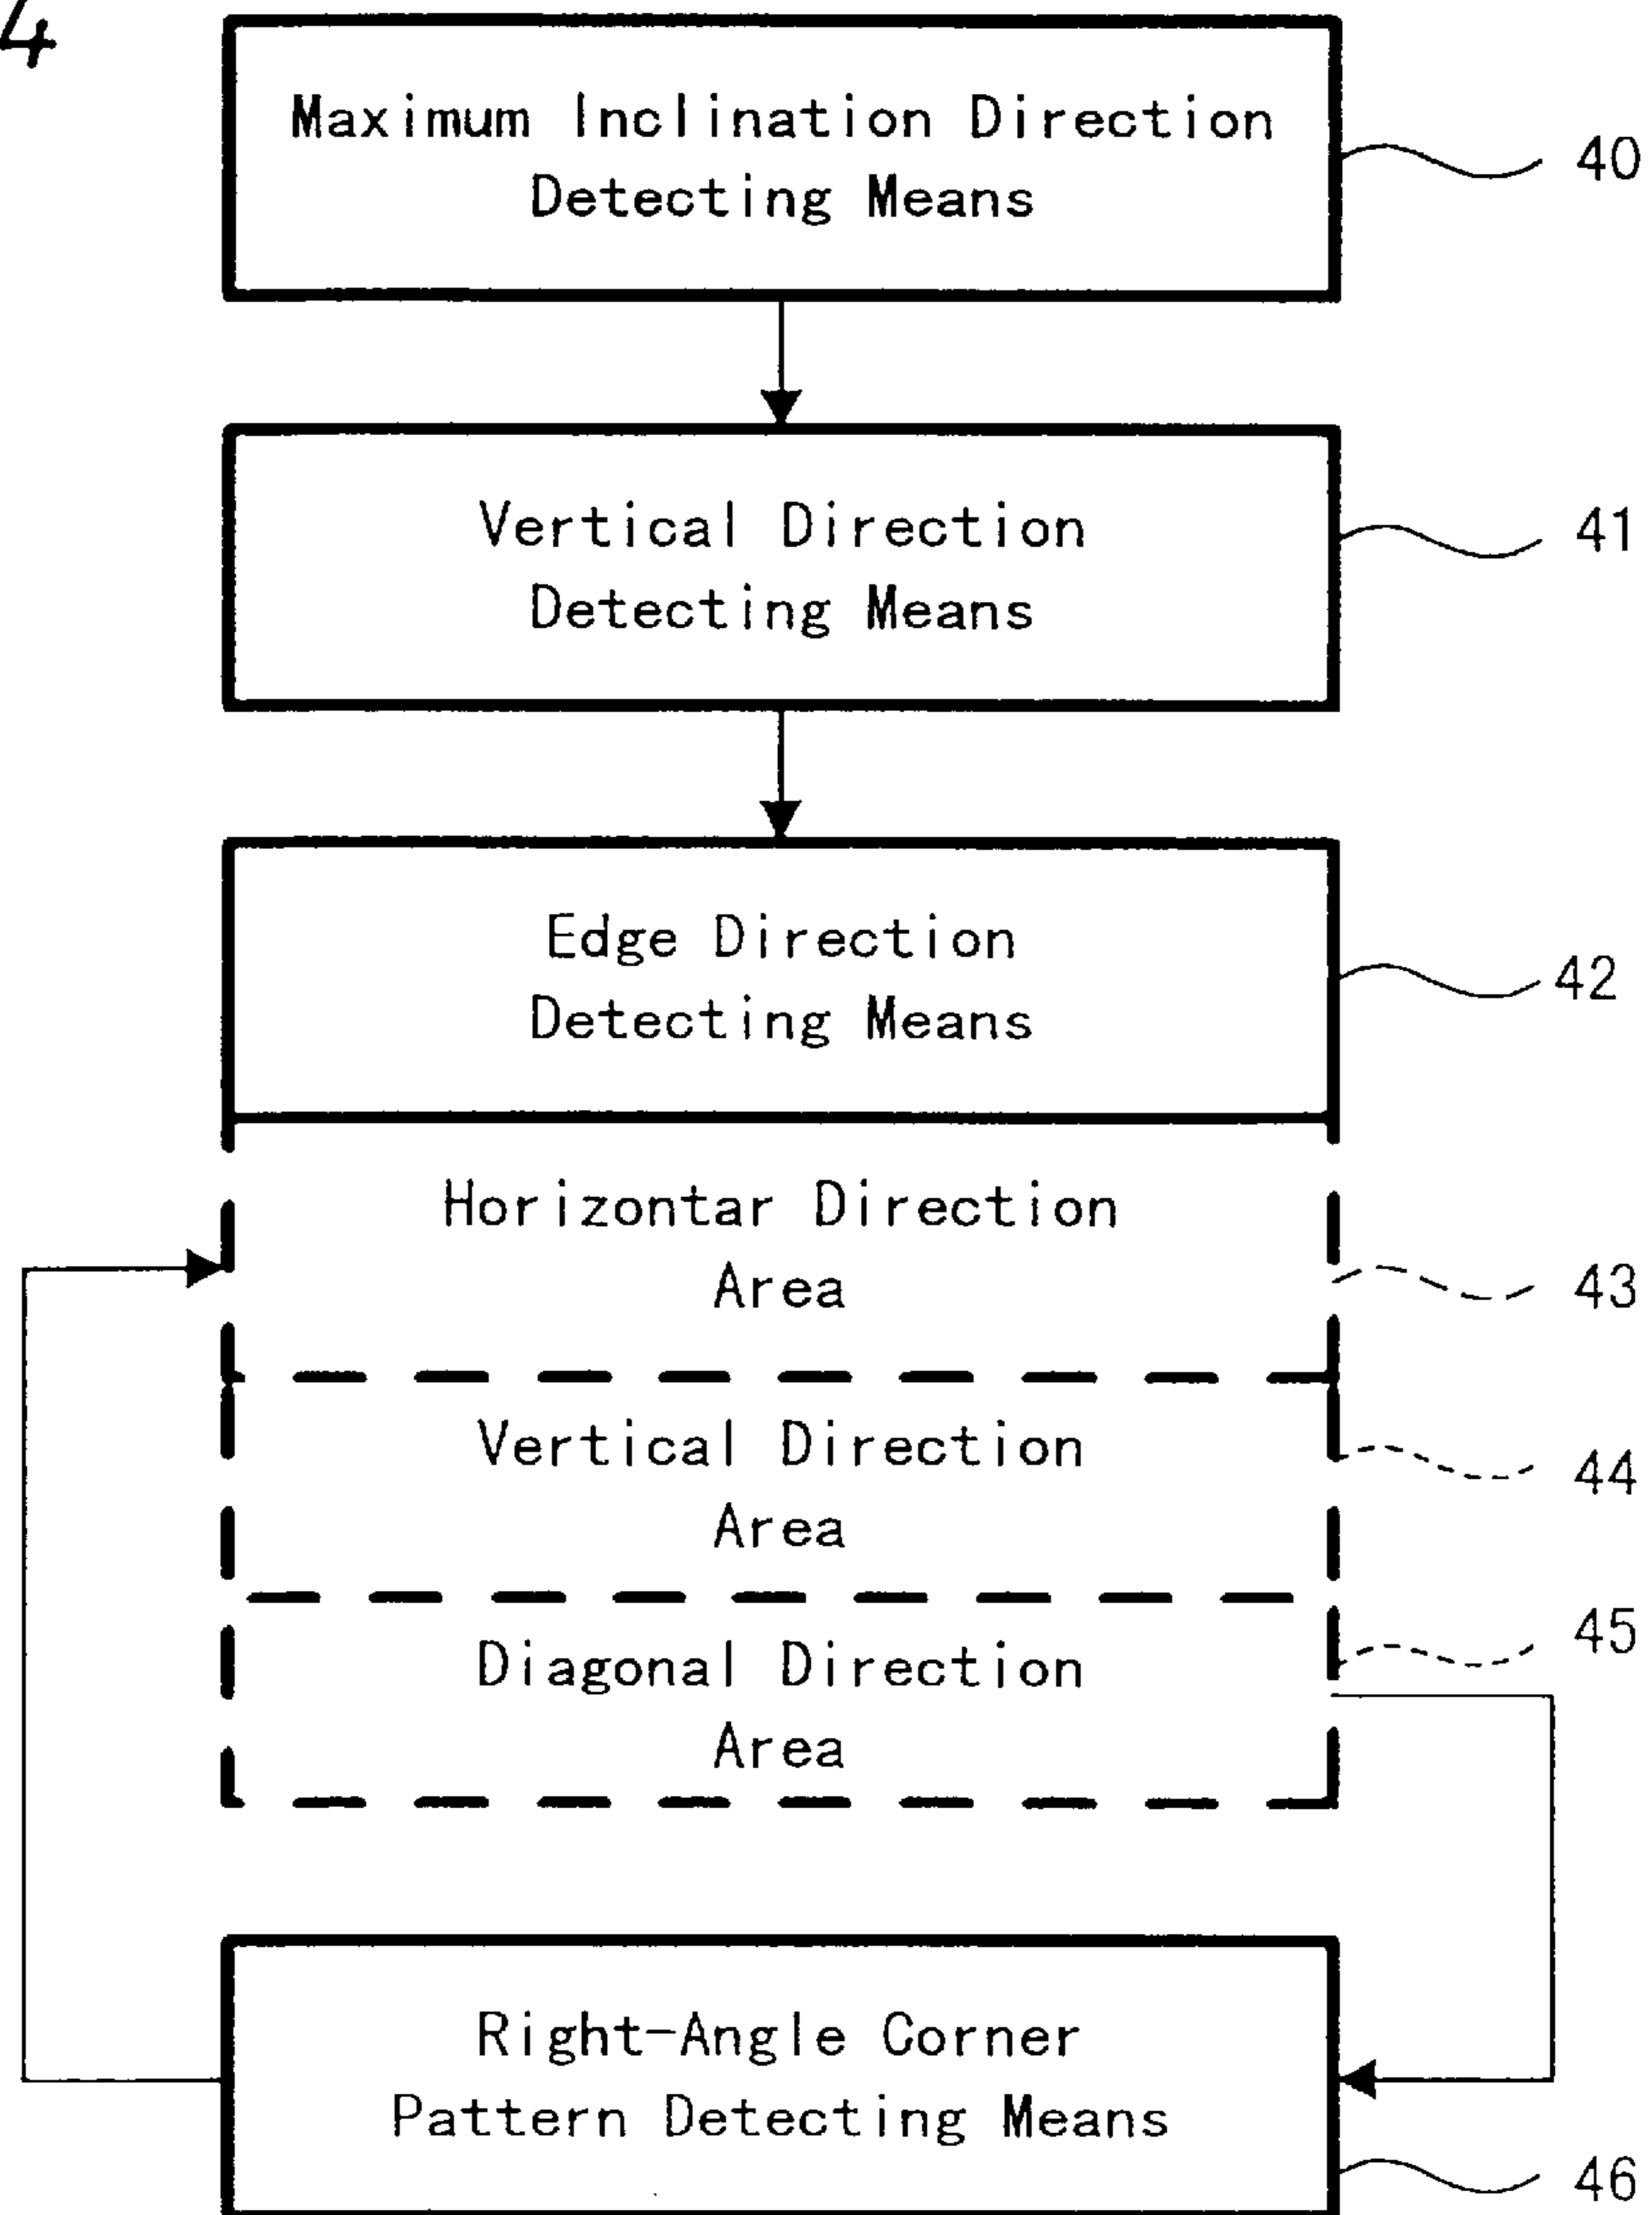 4
Maximum Inclination Direction
Detecting Means
40
Vertical Direction
Detecting Means
41
Edge Direction
Detecting Means
42
Horizontar Direction
Area
43
Vertical Direction
Area
44
Diagonal Direction
Area
45
Right-Angle Corner
Pattern Detecting Means
46